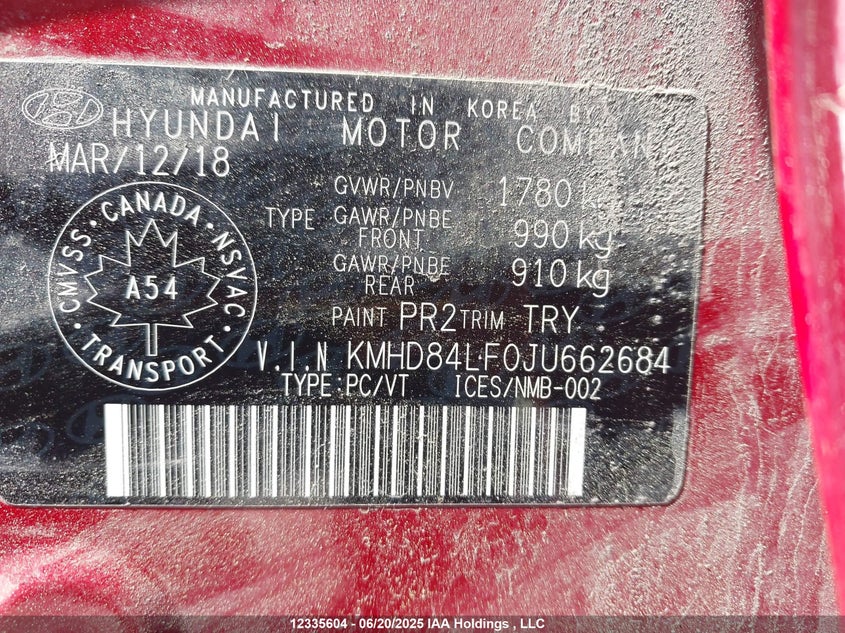 MANUFACTURED IN KOREA BY
HYUNDAI MOTOR COMPAN
MAR/12/18
GVWR/PNBV 1780 k
TYPE GAWR/PNBE FRONT 990 kg
GAWR/PNBE REAR 910 kg
PAINT PR2 TRIM TRY
V.I.N KMHD84LF0JU662684
TYPE:PC/VT ICES/NMB-002
CMVSS · CANADA · NSVAC
A54
TRANSPORT
12335604 - 06/20/2025 IAA Holdings , LLC